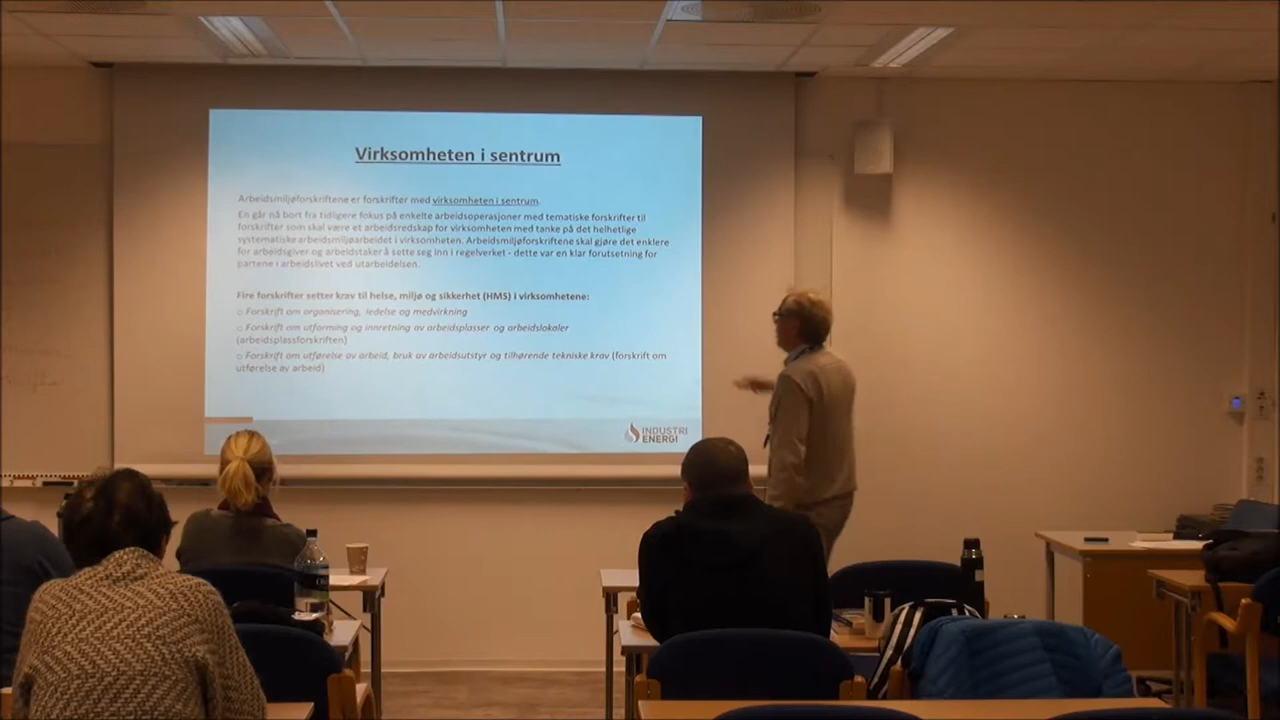 Virksomheten i sentrum
Arbeidsmiljøforskriftene er forskrifter med virksomheten i sentrum.
En går nå bort fra tidligere fokus på enkelte arbeidsoperasjoner med tematiske forskrifter til
forskrifter som skal være et arbeidsredskap for virksomheten med tanke på det helhetlige
systematiske arbeidsmiljøarbeidet i virksomheten. Arbeidsmiljøforskriftene skal gjøre det enklere
for arbeidsgiver og arbeidstaker å sette seg inn i regelverket - dette var en klar forutsetning for
partene i arbeidslivet ved utarbeidelsen.
Fire forskrifter setter krav til helse, miljø og sikkerhet (HMS) i virksomhetene:
o Forskrift om organisering, ledelse og medvirkning
o Forskrift om utforming og innretning av arbeidsplasser og arbeidslokaler
(arbeidsplassforskriften)
o Forskrift om utførelse av arbeid, bruk av arbeidsutstyr og tilhørende tekniske krav (forskrift om
utførelse av arbeid)
INDUSTRI
ENERGI